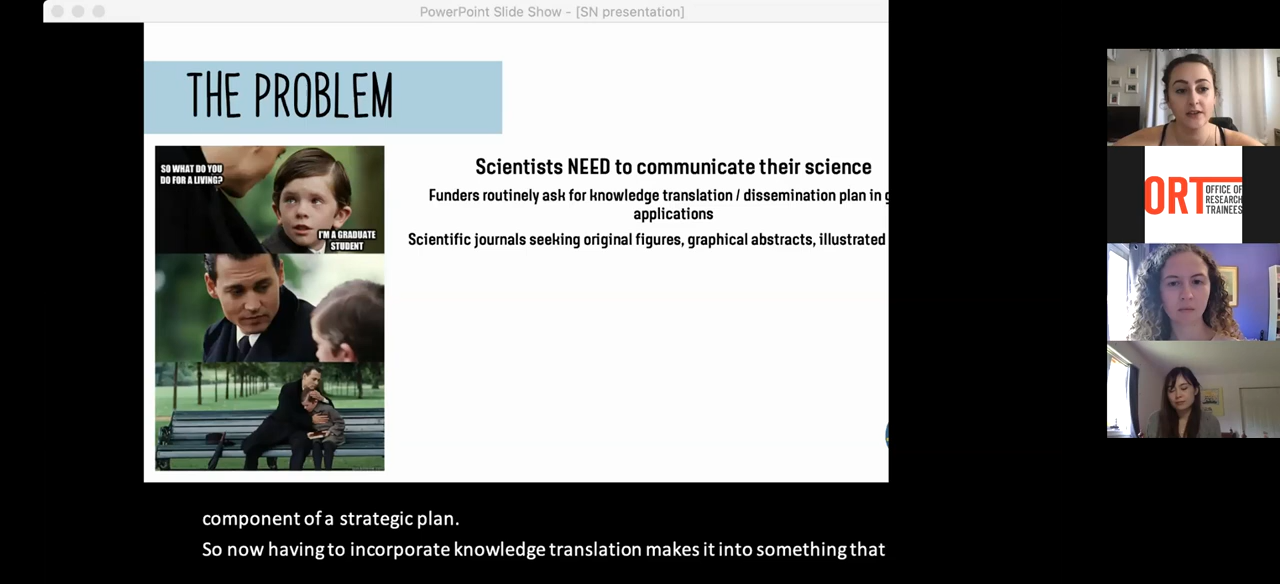 PowerPoint Slide Show - [SN presentation]
THE PROBLEM
SO WHAT DO YOU
DO FOR A LIVING?
I'M A GRADUATE
STUDENT
Scientists NEED to communicate their science
Funders routinely ask for knowledge translation / dissemination plan in g
applications
Scientific journals seeking original figures, graphical abstracts, illustrated
ORT
OFFICE OF
RESEARCH
TRAINEES
component of a strategic plan.
So now having to incorporate knowledge translation makes it into something that